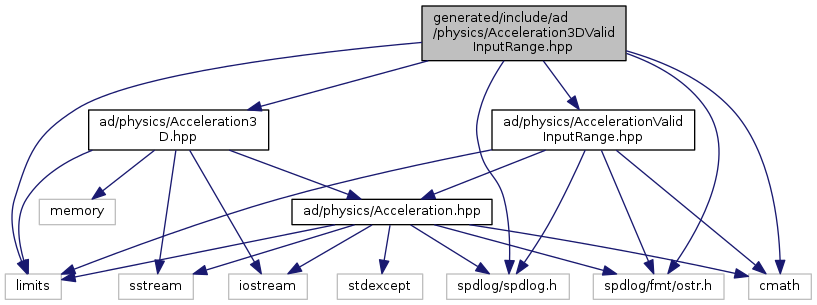 generated/include/ad
/physics/Acceleration3DValid
InputRange.hpp
ad/physics/Acceleration3
D.hpp
ad/physics/AccelerationValid
InputRange.hpp
memory
ad/physics/Acceleration.hpp
limits
sstream
iostream
stdexcept
spdlog/spdlog.h
spdlog/fmt/ostr.h
cmath